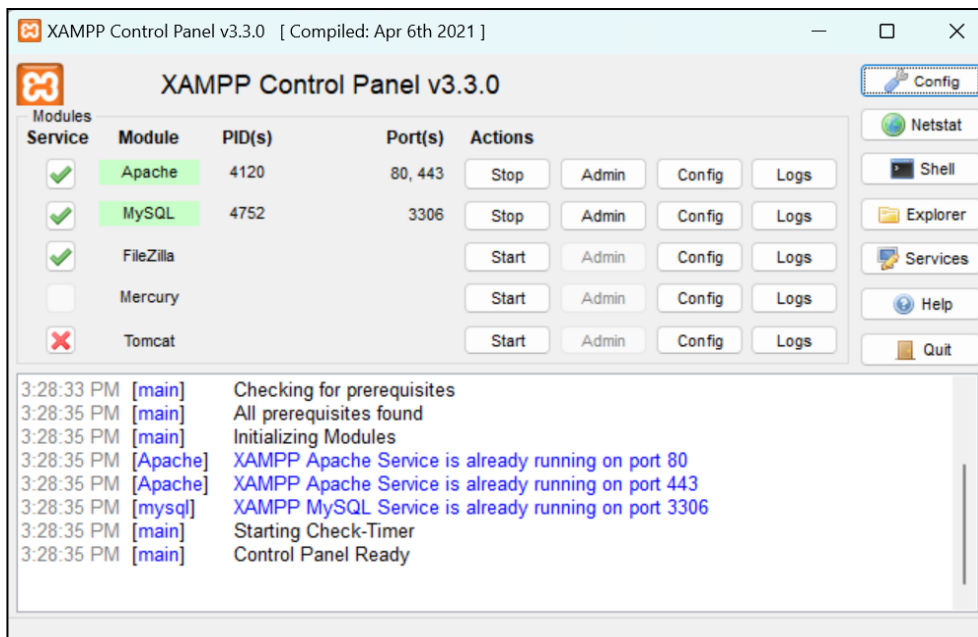 XAMPP Control Panel v3.3.0 [ Compiled: Apr 6th 2021 ]
XAMPP Control Panel v3.3.0
Config
Modules
Netstat
Service Module PID(s) Port(s) Actions
Apache 4120 80, 443 Stop Admin Config Logs
Shell
MySQL 4752 3306 Stop Admin Config Logs
Explorer
FileZilla Start Admin Config Logs
Services
Mercury Start Admin Config Logs
Help
Tomcat Start Admin Config Logs
Quit
3:28:33 PM [main] Checking for prerequisites
3:28:35 PM [main] All prerequisites found
3:28:35 PM [main] Initializing Modules
3:28:35 PM [Apache] XAMPP Apache Service is already running on port 80
3:28:35 PM [Apache] XAMPP Apache Service is already running on port 443
3:28:35 PM [mysql] XAMPP MySQL Service is already running on port 3306
3:28:35 PM [main] Starting Check-Timer
3:28:35 PM [main] Control Panel Ready